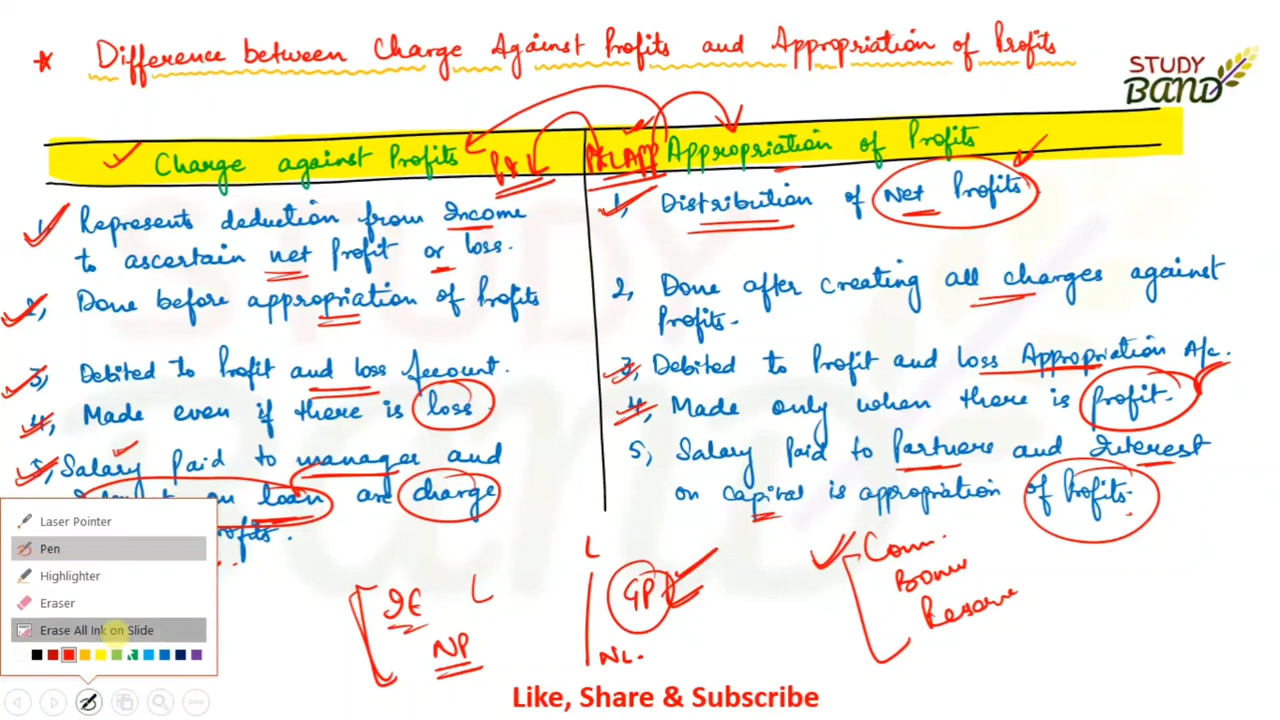 * Difference between Charge Against Profits and Appropriation of Profits
STUDY
BAND
Charge against Profits P&L
P&L APP Appropriation of Profits
1, Represents deduction from Income
to ascertain net Profit or loss.
2, Done before appropriation of Profits
3, Debited to Profit and loss Account.
4, Made even if there is loss.
5, Salary Paid to manager and
on loan are charge
Profits.
1, Distribution of Net Profits
2, Done after creating all charges against
Profits.
3, Debited to Profit and loss Appropriation A/c.
4, Made only when there is Profit.
5, Salary Paid to Partners and Interest
on capital is appropriation of Profits.
Laser Pointer
Pen
Highlighter
Eraser
Erase All Ink on Slide
IE L
NP
L
GP
NL.
Com.
Bonus
Reserve
Like, Share & Subscribe